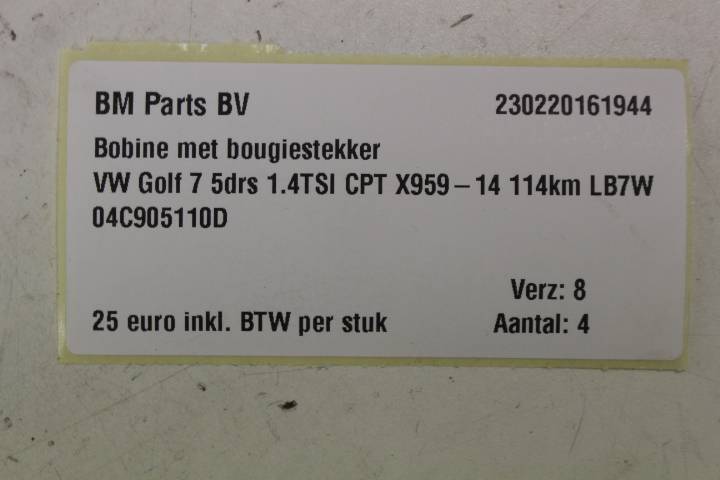 BM Parts BV 230220161944
Bobine met bougiestekker
VW Golf 7 5drs 1.4TSI CPT X959 – 14 114km LB7W
04C905110D
Verz: 8
25 euro inkl. BTW per stuk Aantal: 4